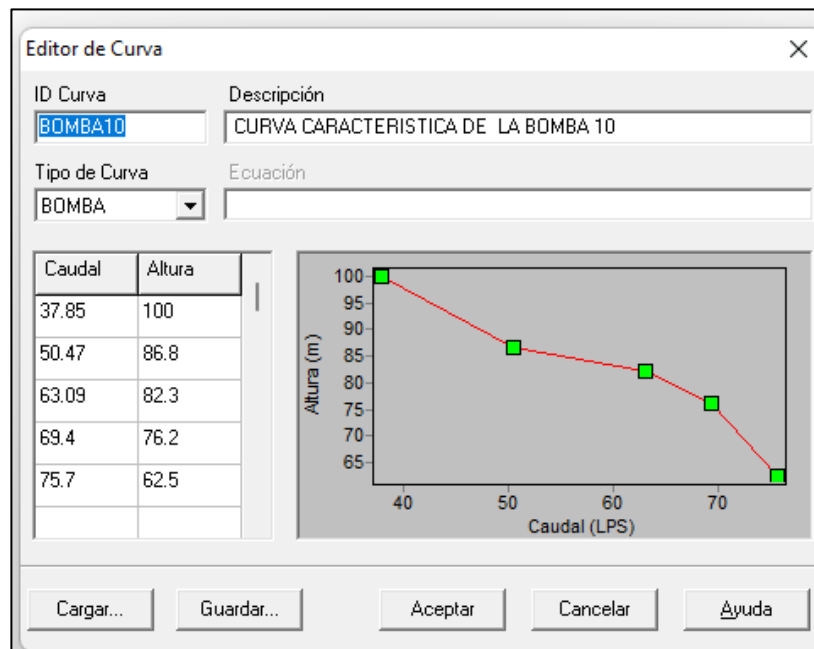 Editor de Curva
ID Curva Descripción
BOMBA10 CURVA CARACTERISTICA DE LA BOMBA 10
Tipo de Curva Ecuación
BOMBA
Caudal Altura
37.85 100
50.47 86.8
63.09 82.3
69.4 76.2
75.7 62.5
Altura (m)
100
95
90
85
80
75
70
65
40 50 60 70
Caudal (LPS)
Cargar... Guardar... Aceptar Cancelar Ayuda